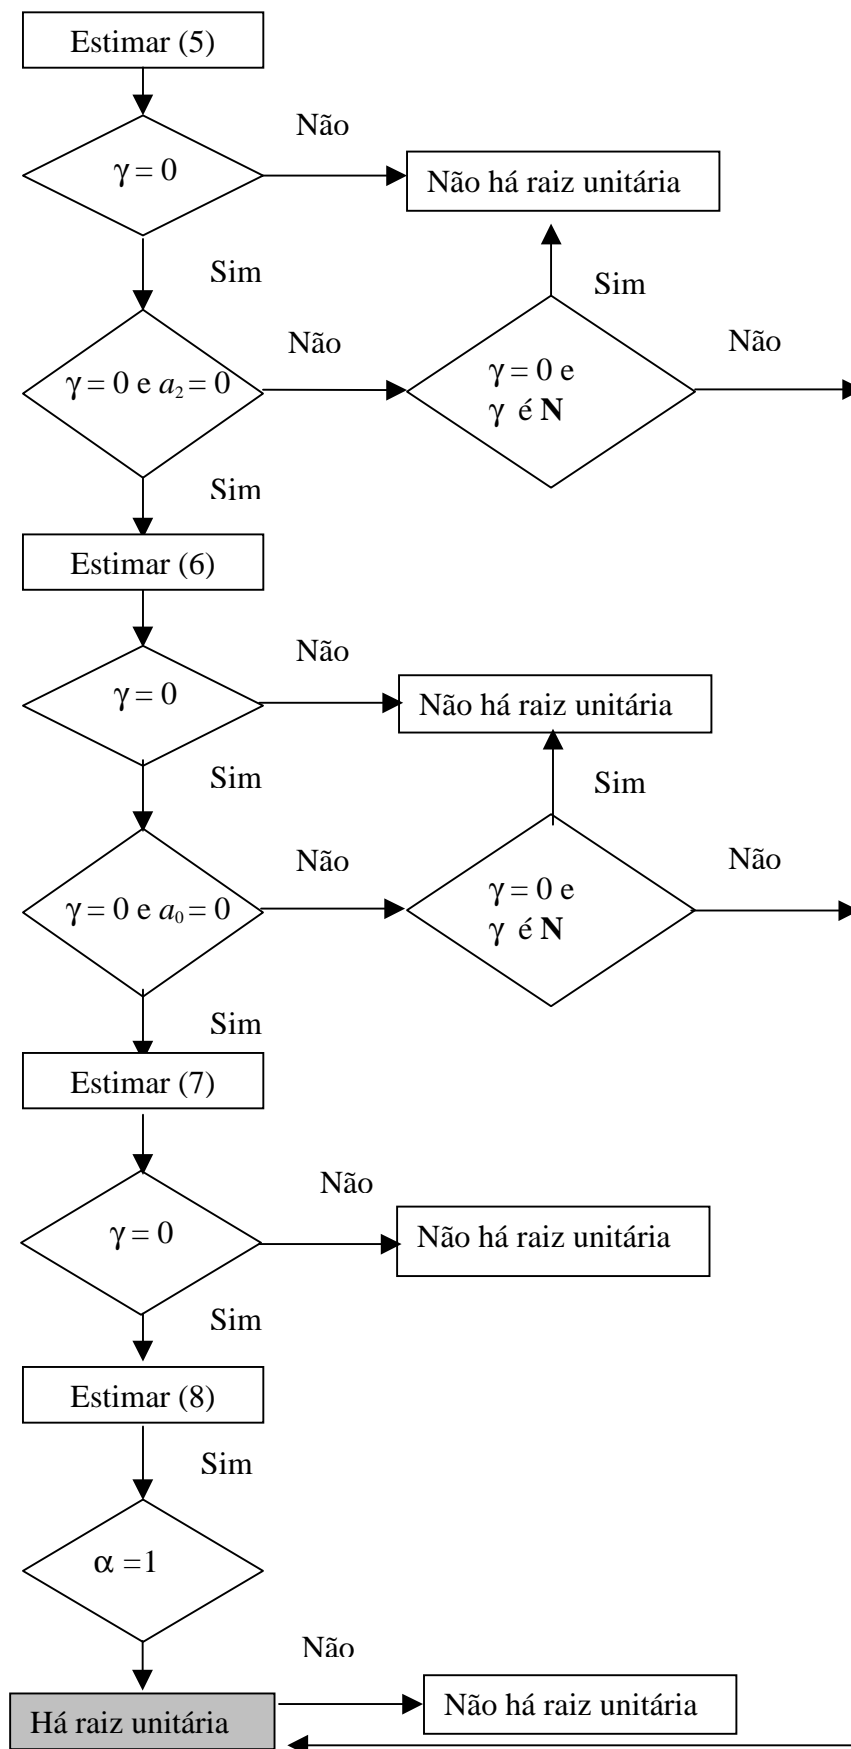 Estimar (5)
Não
γ = 0
Não há raiz unitária
Sim
Sim
Não
Não
γ = 0 e a₂ = 0
γ = 0 e
γ é N
Sim
Estimar (6)
Não
γ = 0
Não há raiz unitária
Sim
Sim
Não
Não
γ = 0 e a₀ = 0
γ = 0 e
γ é N
Sim
Estimar (7)
Não
γ = 0
Não há raiz unitária
Sim
Estimar (8)
Sim
α =1
Não
Não há raiz unitária
Há raiz unitária